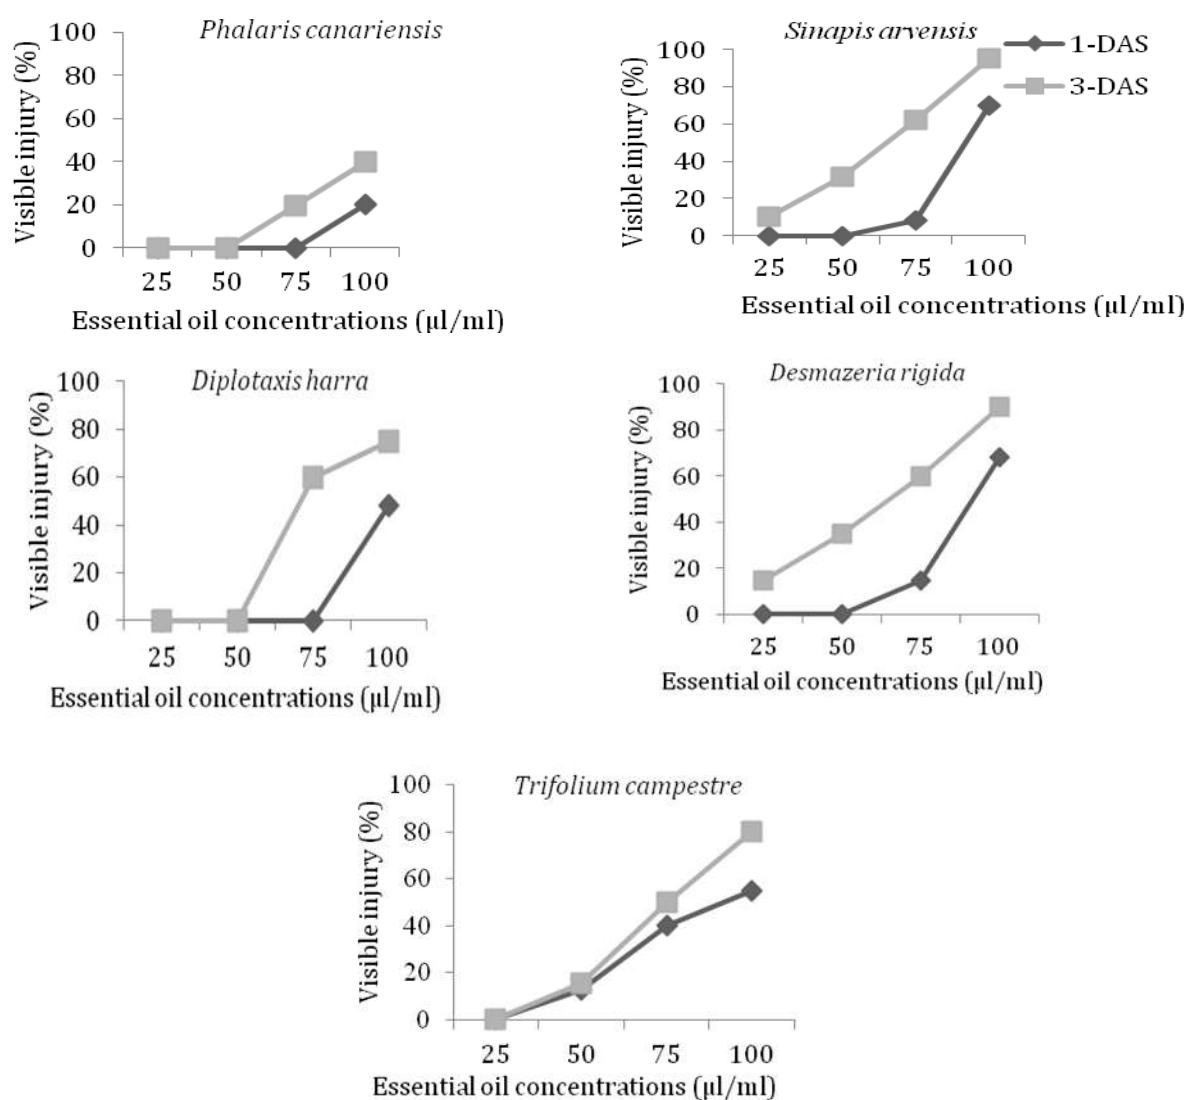 Phalaris canariensis
Visible injury (%)
100
80
60
40
20
0
25 50 75 100
Essential oil concentrations (µl/ml)
Sinapis arvensis
1-DAS
3-DAS
Visible injury (%)
100
80
60
40
20
0
25 50 75 100
Essential oil concentrations (µl/ml)
Diplotaxis harra
Visible injury (%)
100
80
60
40
20
0
25 50 75 100
Essential oil concentrations (µl/ml)
Desmazeria rigida
Visible injury (%)
100
80
60
40
20
0
25 50 75 100
Essential oil concentrations (µl/ml)
Trifolium campestre
Visible injury (%)
100
80
60
40
20
0
25 50 75 100
Essential oil concentrations (µl/ml)